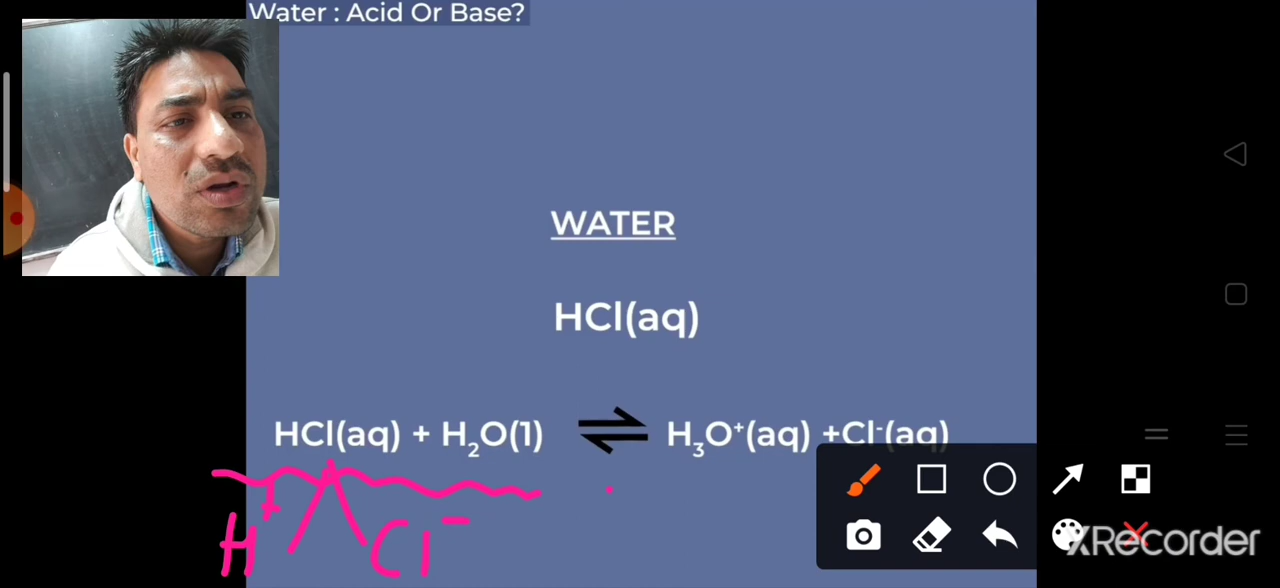 Water : Acid Or Base?
WATER
HCl(aq)
HCl(aq) + H₂O(1) ⇌ H₃O⁺(aq) +Cl⁻(aq)
H⁺ Cl⁻
XRecorder